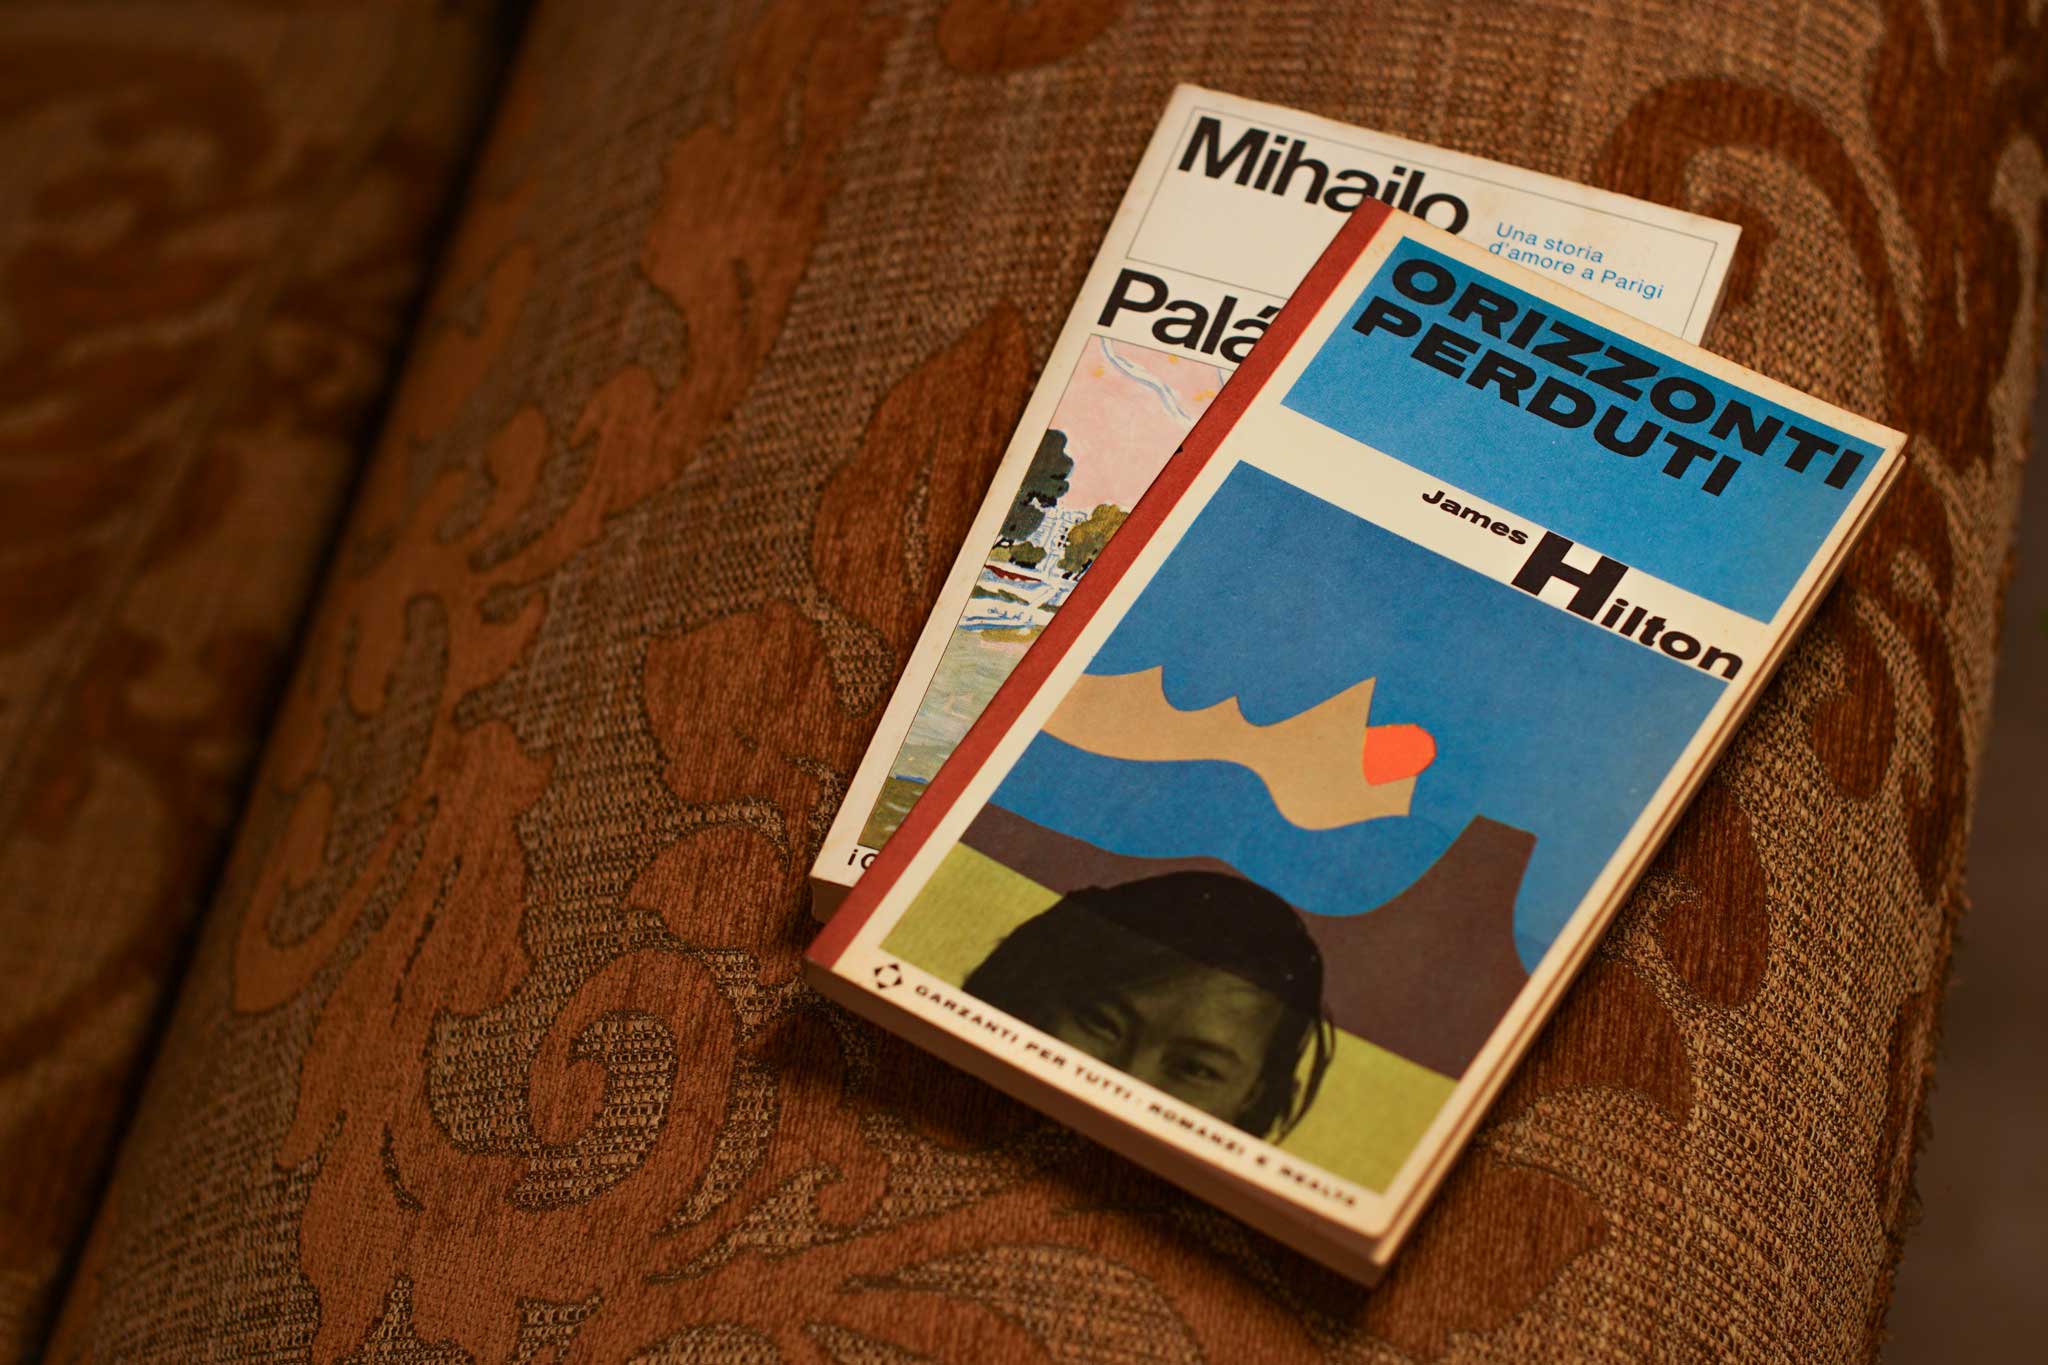 Mihailo
Una storia
d'amore a Parigi
Palá
ORIZZONTI
PERDUTI
James Hilton
GARZANTI PER TUTTI · ROMANZI E REALTÀ